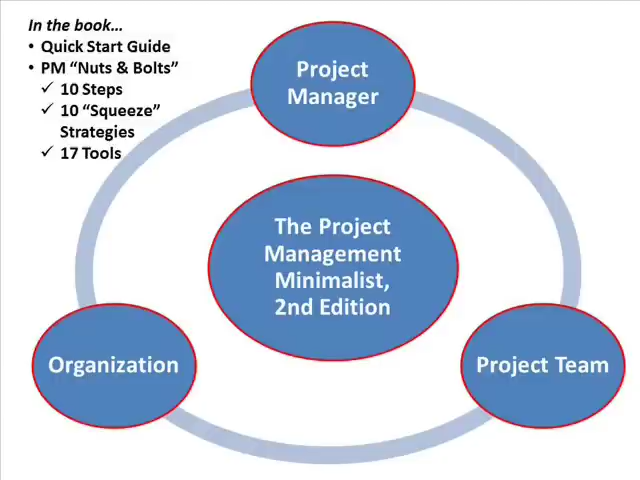 In the book...
• Quick Start Guide
• PM “Nuts & Bolts”
✓ 10 Steps
✓ 10 “Squeeze”
Strategies
✓ 17 Tools
Project
Manager
The Project
Management
Minimalist,
2nd Edition
Organization
Project Team